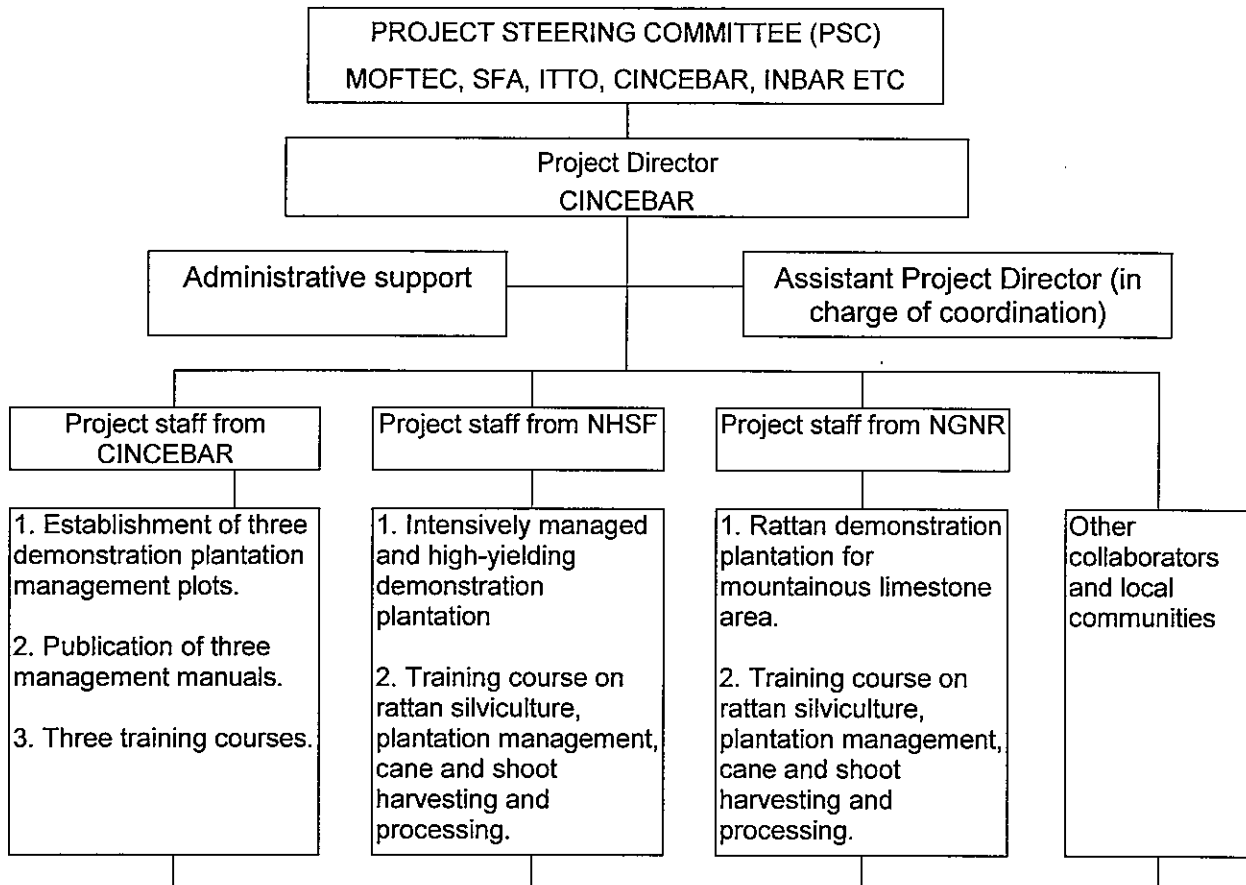 PROJECT STEERING COMMITTEE (PSC)
MOFTEC, SFA, ITTO, CINCEBAR, INBAR ETC
Project Director
CINCEBAR
Administrative support
Assistant Project Director (in
charge of coordination)
Project staff from
CINCEBAR
Project staff from NHSF
Project staff from NGNR
1. Establishment of three
demonstration plantation
management plots.
2. Publication of three
management manuals.
3. Three training courses.
1. Intensively managed
and high-yielding
demonstration
plantation
2. Training course on
rattan silviculture,
plantation management,
cane and shoot
harvesting and
processing.
1. Rattan demonstration
plantation for
mountainous limestone
area.
2. Training course on
rattan silviculture,
plantation management,
cane and shoot
harvesting and
processing.
Other
collaborators
and local
communities